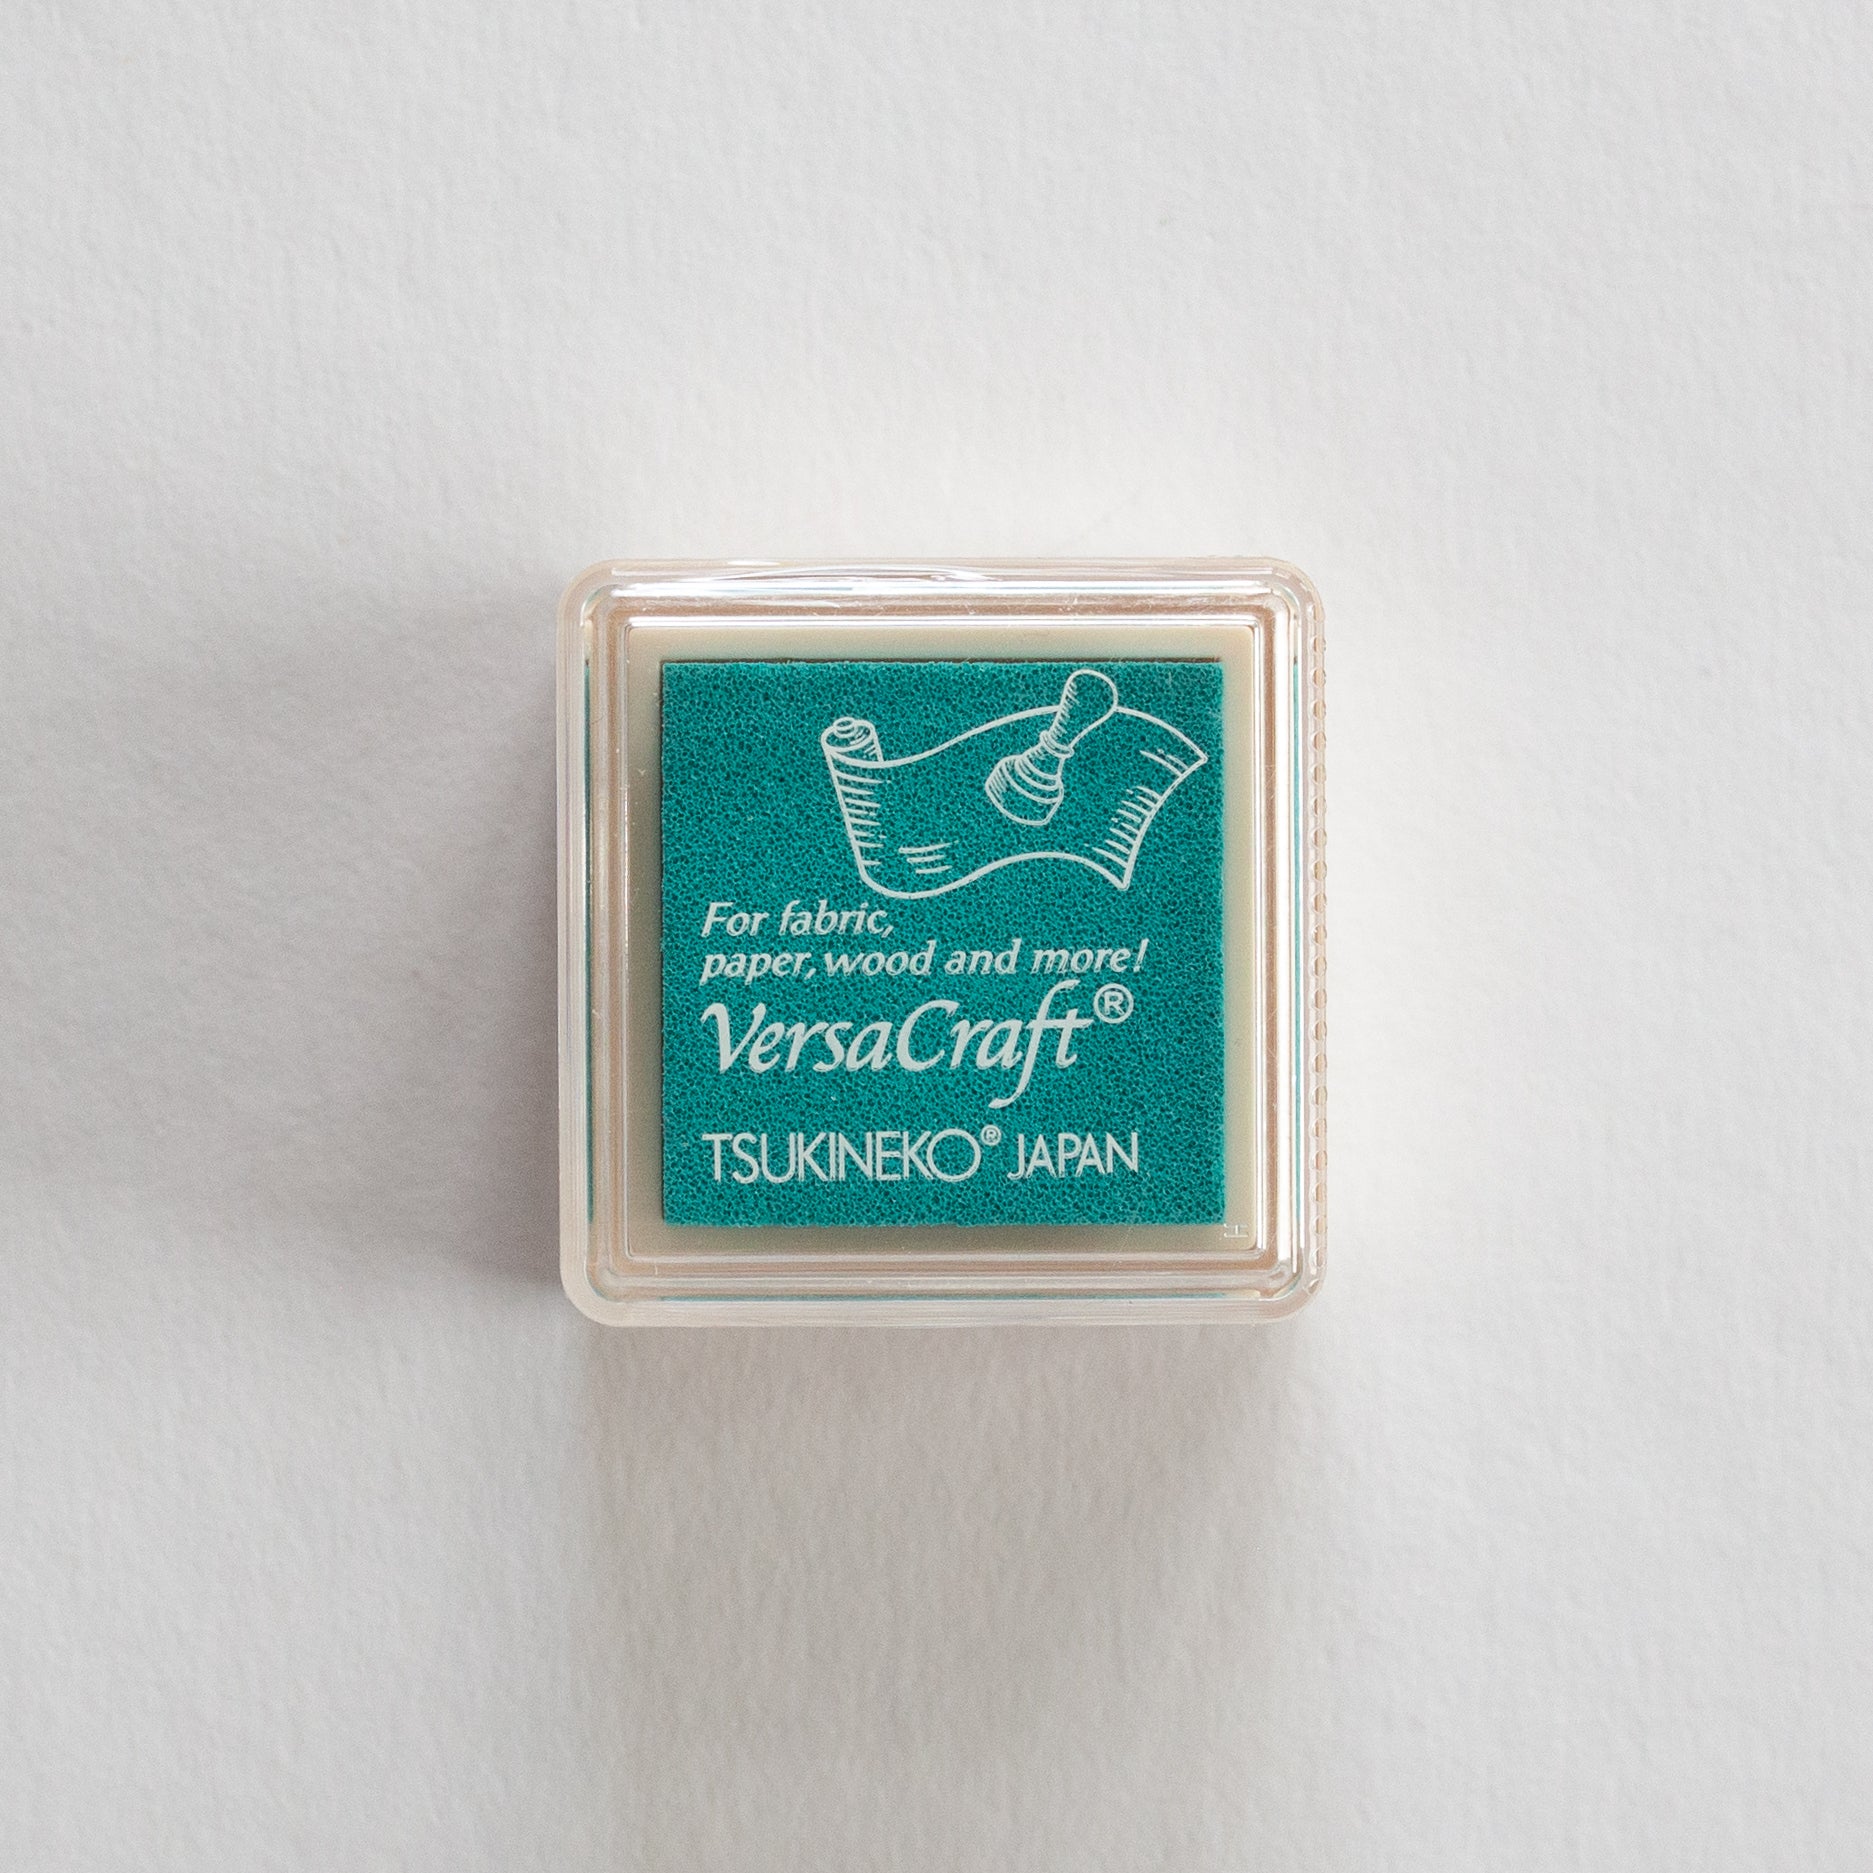 For fabric,
paper, wood and more!
VersaCraft®
TSUKINEKO® JAPAN